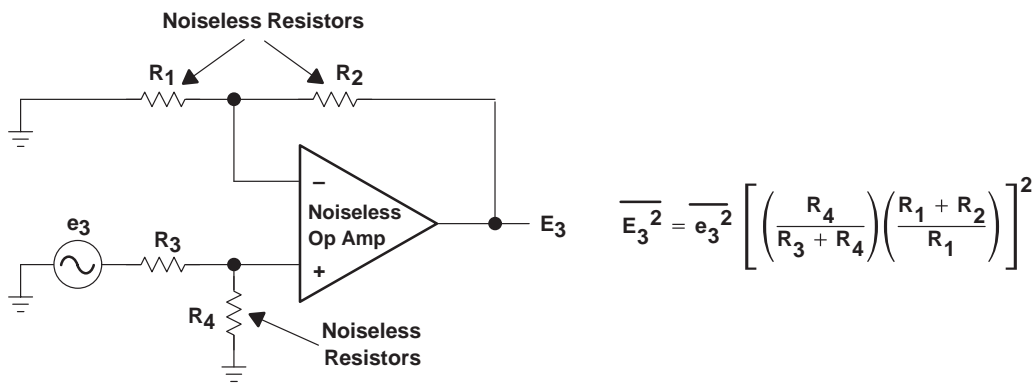 Noiseless Resistors
R1 R2
−
Noiseless
Op Amp
+
E3
e3
R3
R4
Noiseless
Resistors
E3² = e3² [ ( R4 / (R3 + R4) ) ( (R1 + R2) / R1 ) ]²